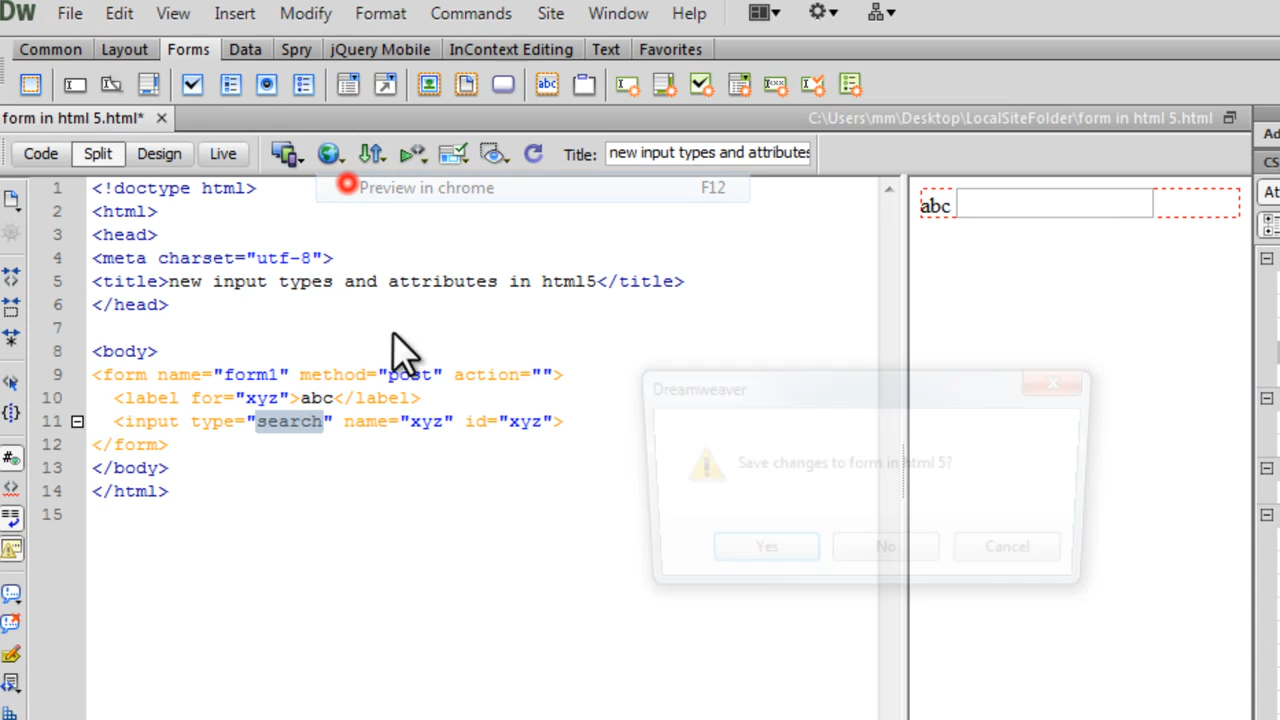 Dw File Edit View Insert Modify Format Commands Site Window Help
Common Layout Forms Data Spry jQuery Mobile InContext Editing Text Favorites
form in html 5.html* C:\Users\mm\Desktop\LocalSiteFolder\form in html 5.html
Code Split Design Live Title: new input types and attributes
Preview in chrome F12
1 <!doctype html>
2 <html>
3 <head>
4 <meta charset="utf-8">
5 <title>new input types and attributes in html5</title>
6 </head>
7
8 <body>
9 <form name="form1" method="post" action="">
10 <label for="xyz">abc</label>
11 <input type="search" name="xyz" id="xyz">
12 </form>
13 </body>
14 </html>
15
abc
Dreamweaver
Save changes to form in html 5?
Yes No Cancel
Ad
CS
At